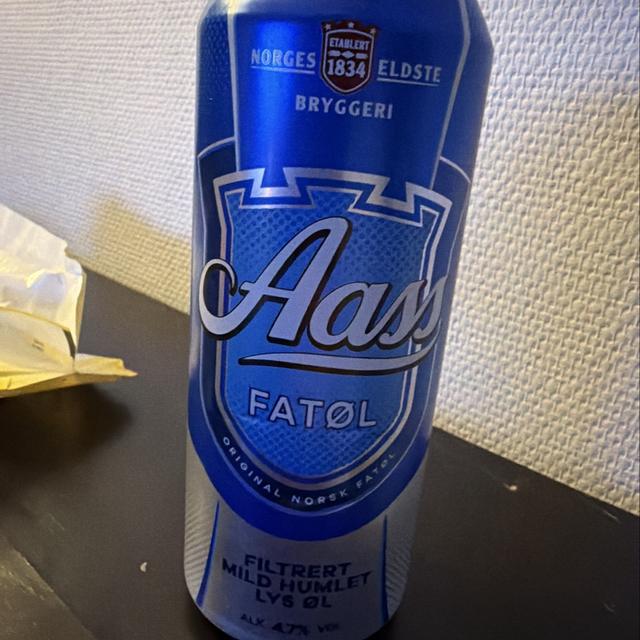 ETABLERT
1834
NORGES ELDSTE
BRYGGERI
Aass
FATØL
ORIGINAL NORSK FATØL
FILTRERT
MILD HUMLET
LYS ØL
ALK. 4,7% VOL